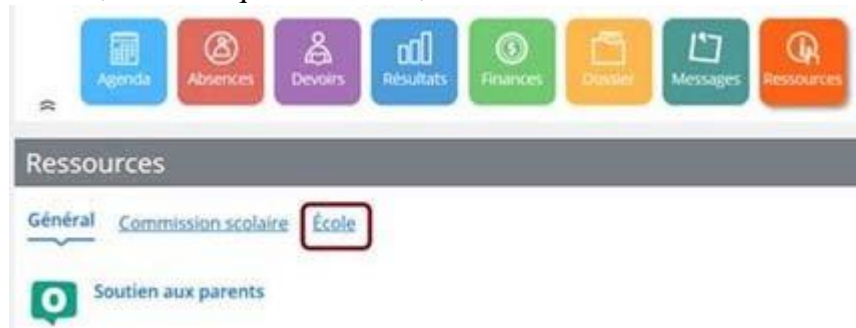 Agenda Absences Devoirs Résultats Finances Dossier Messages Ressources
Ressources
Général Commission scolaire École
Soutien aux parents